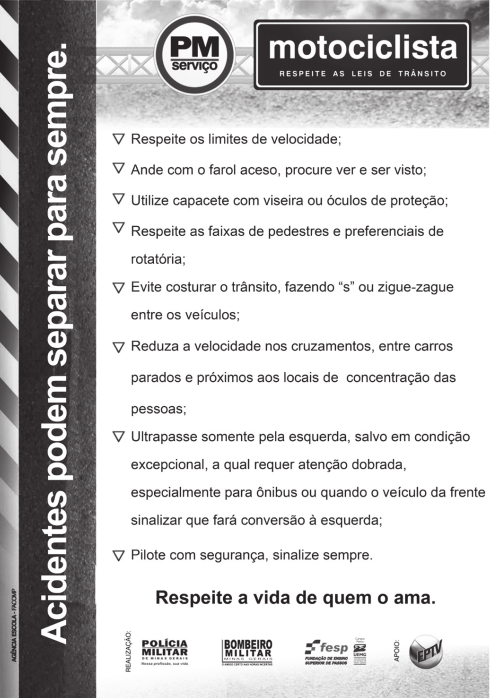 PM
serviço
motociclista
RESPEITE AS LEIS DE TRÂNSITO
Acidentes podem separar para sempre.
Respeite os limites de velocidade;
Ande com o farol aceso, procure ver e ser visto;
Utilize capacete com viseira ou óculos de proteção;
Respeite as faixas de pedestres e preferenciais de
rotatória;
Evite costurar o trânsito, fazendo “s” ou zigue-zague
entre os veículos;
Reduza a velocidade nos cruzamentos, entre carros
parados e próximos aos locais de concentração das
pessoas;
Ultrapasse somente pela esquerda, salvo em condição
excepcional, a qual requer atenção dobrada,
especialmente para ônibus ou quando o veículo da frente
sinalizar que fará conversão à esquerda;
Pilote com segurança, sinalize sempre.
Respeite a vida de quem o ama.
AGÊNCIA ESCOLA - FACOMP
REALIZAÇÃO:
POLÍCIA
MILITAR
DE MINAS GERAIS
Nossa profissão, sua vida.
BOMBEIRO
MILITAR
MINAS GERAIS
O AMIGO CERTO NAS HORAS INCERTAS
fesp
FUNDAÇÃO DE ENSINO
SUPERIOR DE PASSOS
UEMG
APOIO:
EPTV